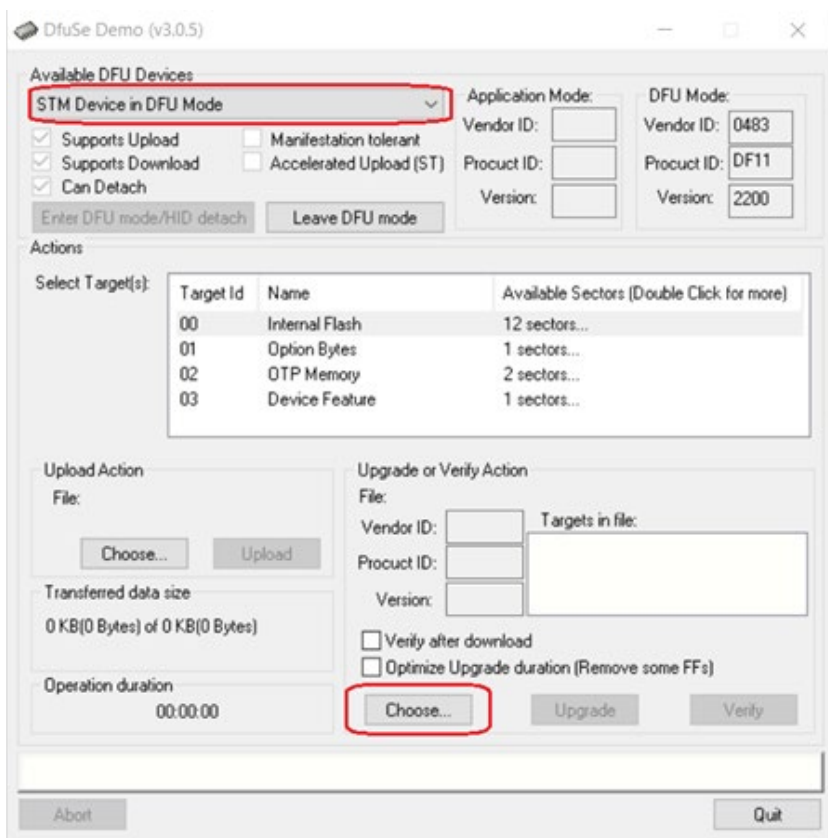 DfuSe Demo (v3.0.5)
Available DFU Devices
STM Device in DFU Mode
Supports Upload
Manifestation tolerant
Supports Download
Accelerated Upload (ST)
Can Detach
Enter DFU mode/HID detach
Leave DFU mode
Application Mode:
Vendor ID:
Procuct ID:
Version:
DFU Mode:
Vendor ID: 0483
Procuct ID: DF11
Version: 2200
Actions
Select Target(s):
Target Id Name Available Sectors (Double Click for more)
00 Internal Flash 12 sectors...
01 Option Bytes 1 sectors...
02 OTP Memory 2 sectors...
03 Device Feature 1 sectors...
Upload Action
File:
Choose... Upload
Transferred data size
0 KB(0 Bytes) of 0 KB(0 Bytes)
Operation duration
00:00:00
Upgrade or Verify Action
File:
Vendor ID:
Procuct ID:
Version:
Targets in file:
Verify after download
Optimize Upgrade duration (Remove some FFs)
Choose... Upgrade Verify
Abort Quit